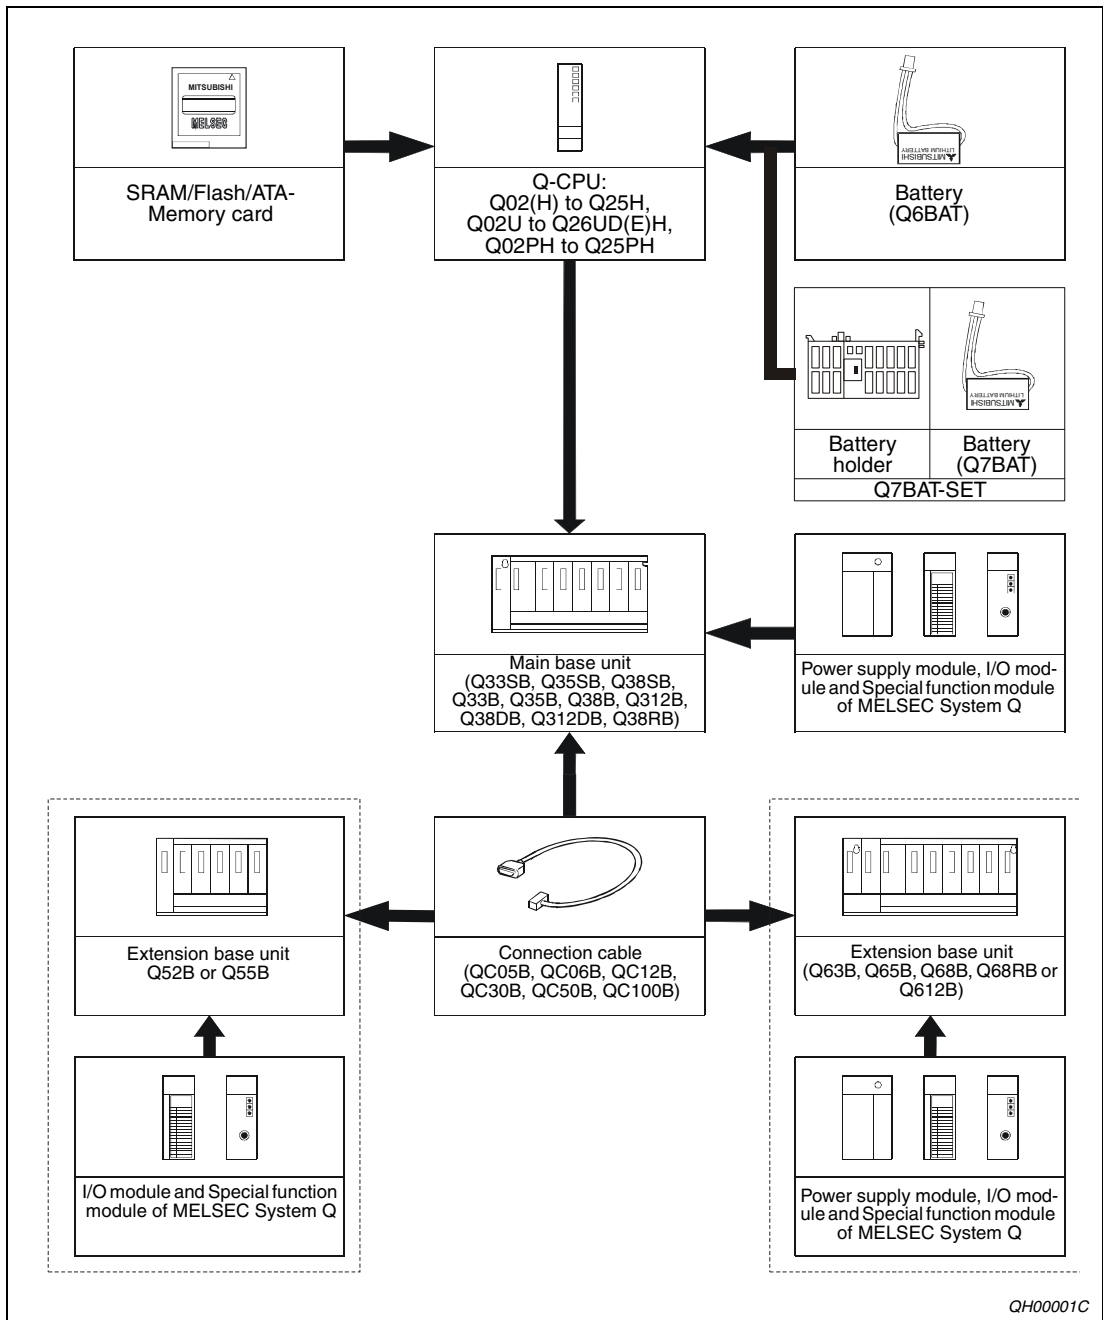 MITSUBISHI
MELSEC
SRAM/Flash/ATA-
Memory card
Q-CPU:
Q02(H) to Q25H,
Q02U to Q26UD(E)H,
Q02PH to Q25PH
MITSUBISHI
LITHIUM BATTERY
Battery
(Q6BAT)
MITSUBISHI
LITHIUM BATTERY
Battery
holder
Battery
(Q7BAT)
Q7BAT-SET
Main base unit
(Q33SB, Q35SB, Q38SB,
Q33B, Q35B, Q38B, Q312B,
Q38DB, Q312DB, Q38RB)
Power supply module, I/O mod-
ule and Special function module
of MELSEC System Q
Extension base unit
Q52B or Q55B
Connection cable
(QC05B, QC06B, QC12B,
QC30B, QC50B, QC100B)
Extension base unit
(Q63B, Q65B, Q68B, Q68RB or
Q612B)
I/O module and Special function
module of MELSEC System Q
Power supply module, I/O mod-
ule and Special function module
of MELSEC System Q
QH00001C